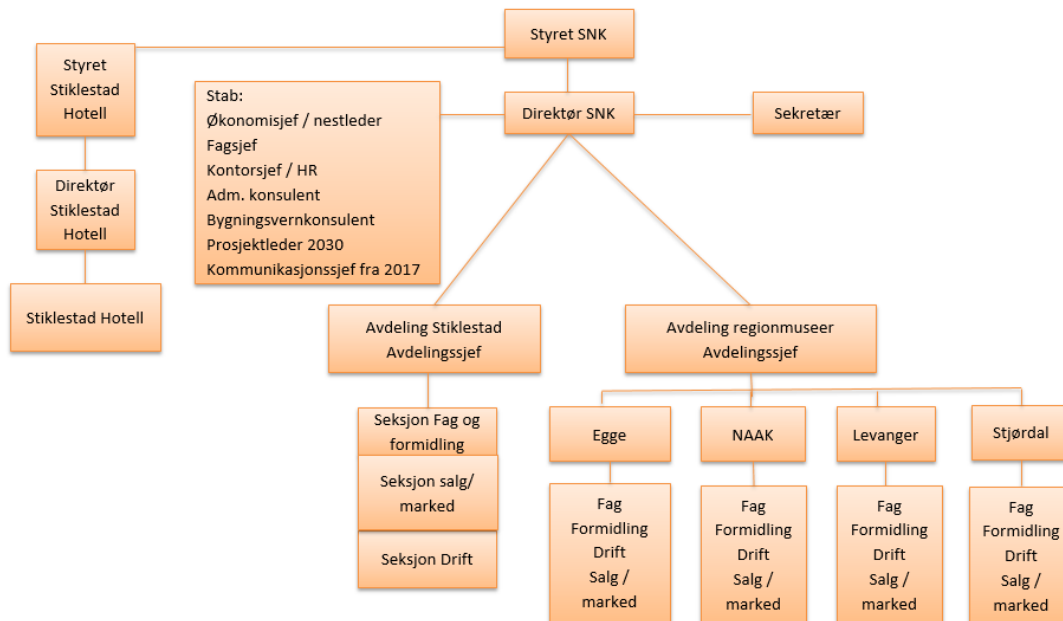 Styret SNK
Styret
Stiklestad
Hotell
Stab:
Økonomisjef / nestleder
Fagsjef
Kontorsjef / HR
Adm. konsulent
Bygningsvernkonsulent
Prosjektleder 2030
Kommunikasjonssjef fra 2017
Direktør SNK
Sekretær
Direktør
Stiklestad
Hotell
Stiklestad Hotell
Avdeling Stiklestad
Avdelingssjef
Avdeling regionmuseer
Avdelingssjef
Seksjon Fag og
formidling
Seksjon salg/
marked
Seksjon Drift
Egge
NAAK
Levanger
Stjørdal
Fag
Formidling
Drift
Salg /
marked
Fag
Formidling
Drift
Salg /
marked
Fag
Formidling
Drift
Salg /
marked
Fag
Formidling
Drift
Salg /
marked